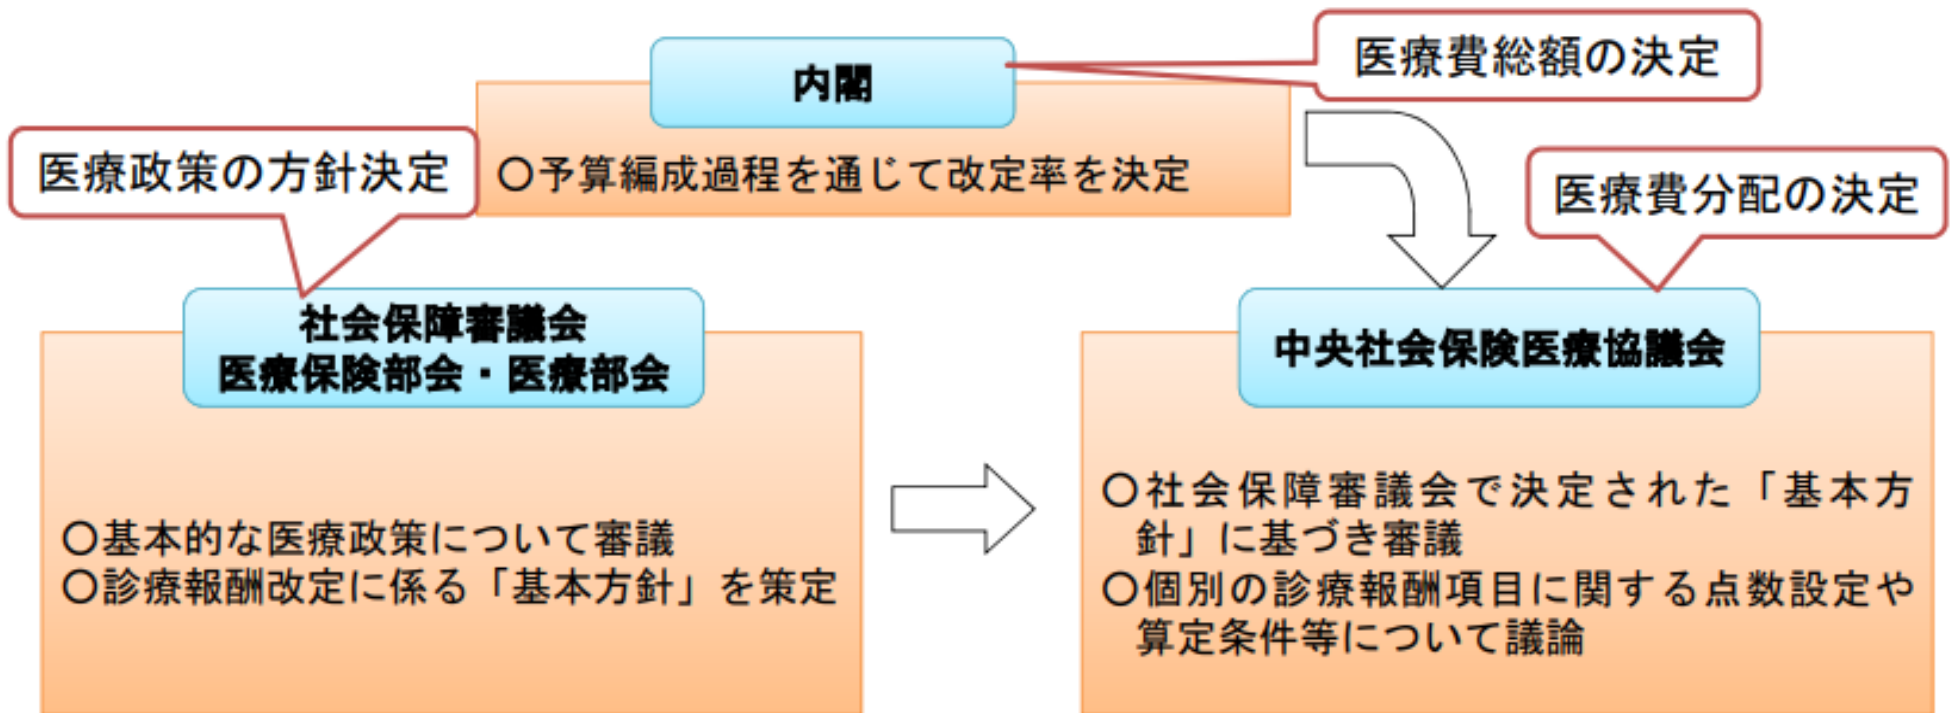 医療費総額の決定
内閣
○予算編成過程を通じて改定率を決定
医療政策の方針決定
医療費分配の決定
社会保障審議会
医療保険部会・医療部会
○基本的な医療政策について審議
○診療報酬改定に係る「基本方針」を策定
中央社会保険医療協議会
○社会保障審議会で決定された「基本方
針」に基づき審議
○個別の診療報酬項目に関する点数設定や
算定条件等について議論